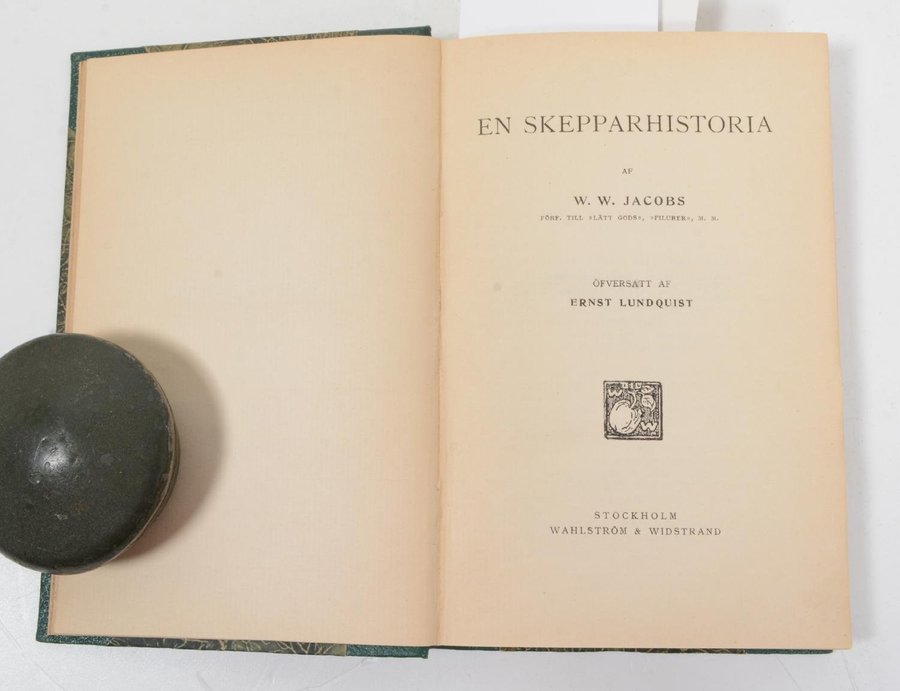 EN SKEPPARHISTORIA
AF
W. W. JACOBS
FÖRF. TILL »LÄTT GODS», »FILURER», M. M.
ÖFVERSATT AF
ERNST LUNDQUIST
STOCKHOLM
WAHLSTRÖM & WIDSTRAND